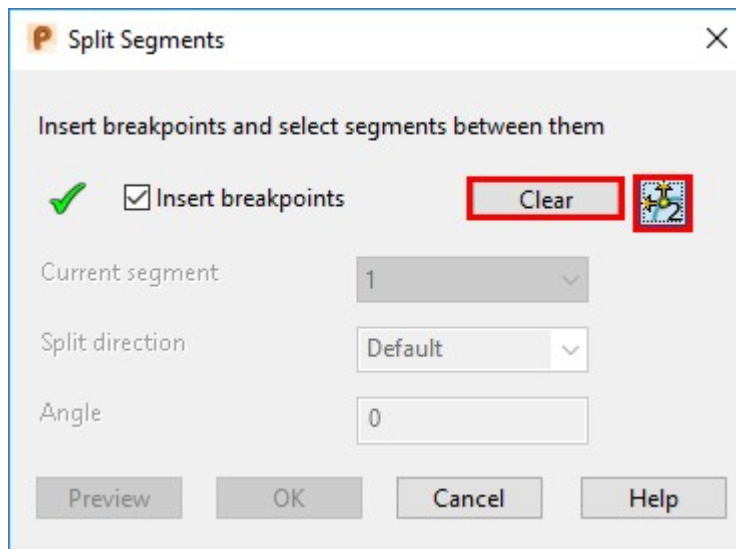 P Split Segments
Insert breakpoints and select segments between them
Insert breakpoints Clear 2
Current segment 1
Split direction Default
Angle 0
Preview OK Cancel Help